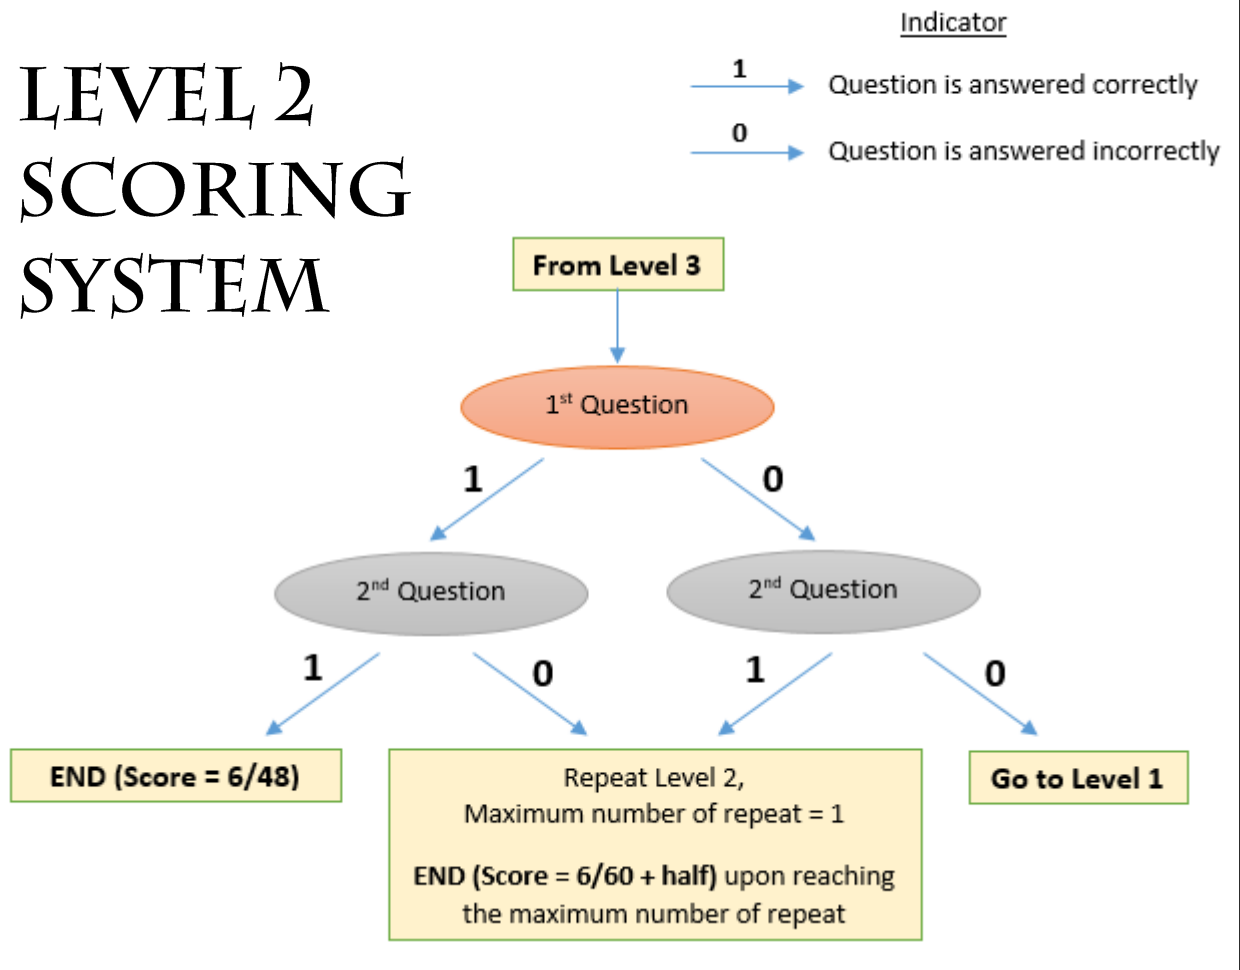 LEVEL 2
SCORING
SYSTEM
Indicator
1
Question is answered correctly
0
Question is answered incorrectly
From Level 3
1st Question
1
0
2nd Question
2nd Question
1
0
1
0
END (Score = 6/48)
Repeat Level 2,
Maximum number of repeat = 1
END (Score = 6/60 + half) upon reaching
the maximum number of repeat
Go to Level 1